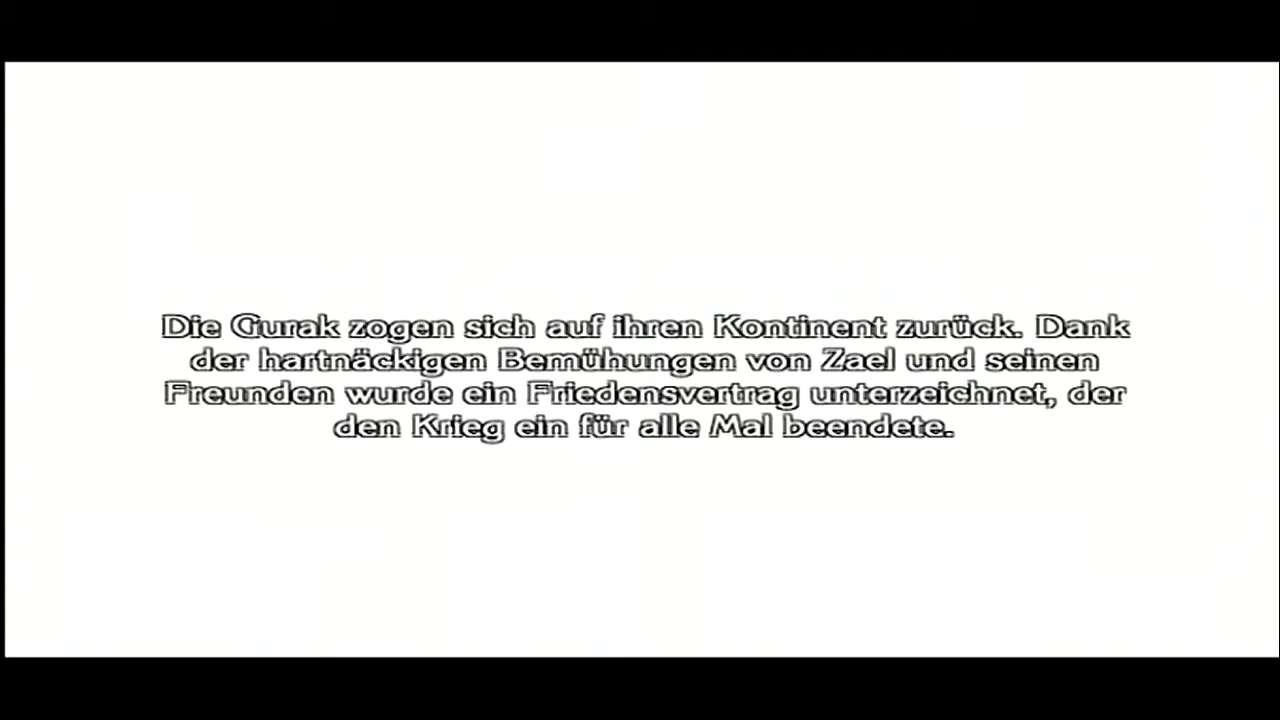 Die Gurak zogen sich auf ihren Kontinent zurück. Dank
der hartnäckigen Bemühungen von Zael und seinen
Freunden wurde ein Friedensvertrag unterzeichnet, der
den Krieg ein für alle Mal beendete.